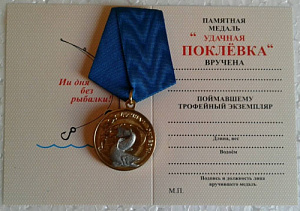 Ни дня
без
рыбалки!
ПАМЯТНАЯ
МЕДАЛЬ
"УДАЧНАЯ
ПОКЛЁВКА"
ВРУЧЕНА
ПОЙМАВШЕМУ
ТРОФЕЙНЫЙ ЭКЗЕМПЛЯР
Длина, вес
Водоём
Подпись и должность лица
вручившего медаль
М.П.